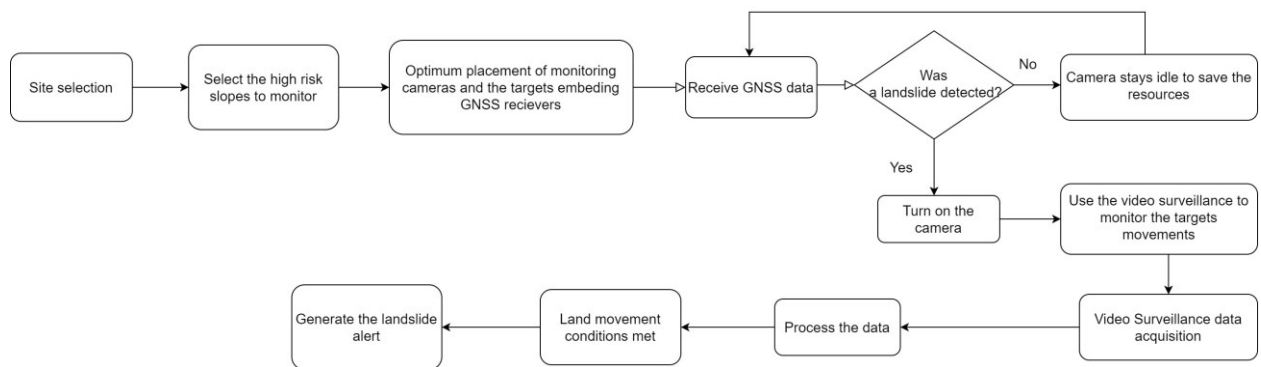 Site selection
Select the high risk
slopes to monitor
Optimum placement of monitoring
cameras and the targets embeding
GNSS recievers
Receive GNSS data
Was
a landslide detected?
No
Camera stays idle to save the
resources
Yes
Turn on the
camera
Use the video surveillance to
monitor the targets
movements
Video Surveillance data
acquisition
Process the data
Land movement
conditions met
Generate the landslide
alert